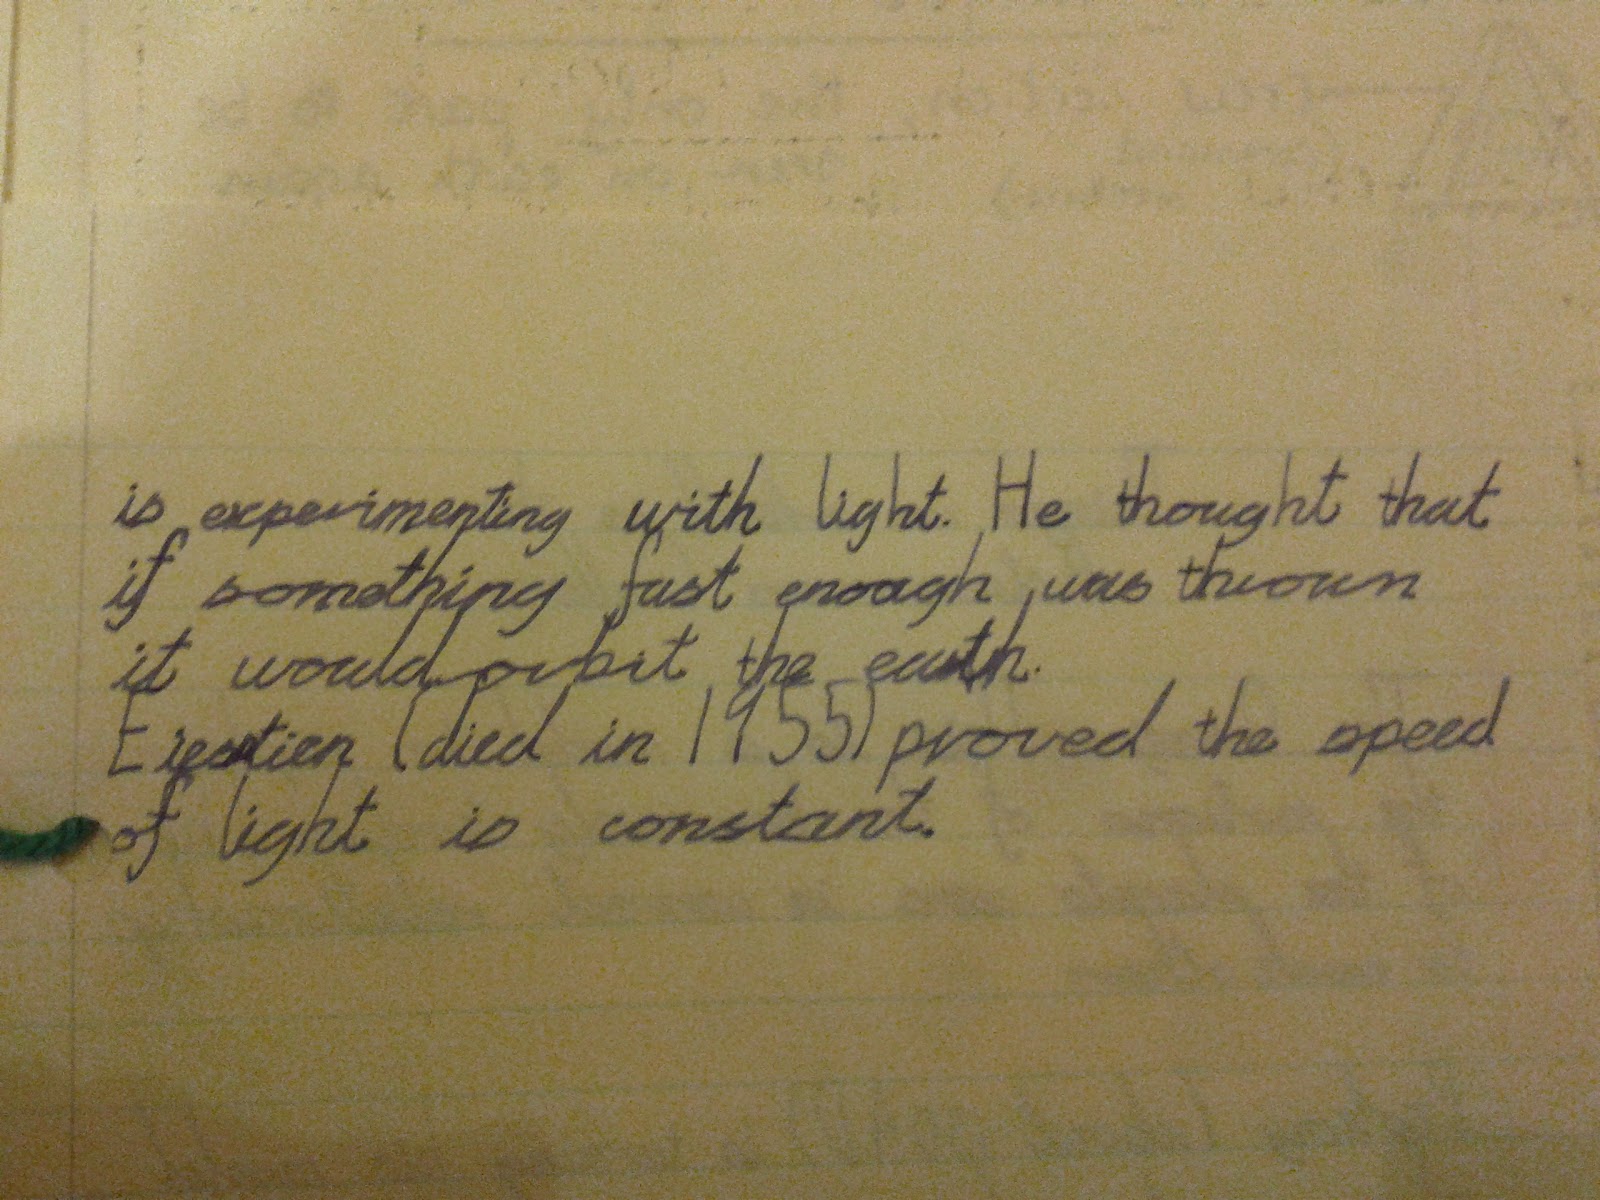 is experimenting with light. He thought that
if something fast enough was thrown
it would orbit the earth.
(died in 1955) proved the speed
of light is constant.